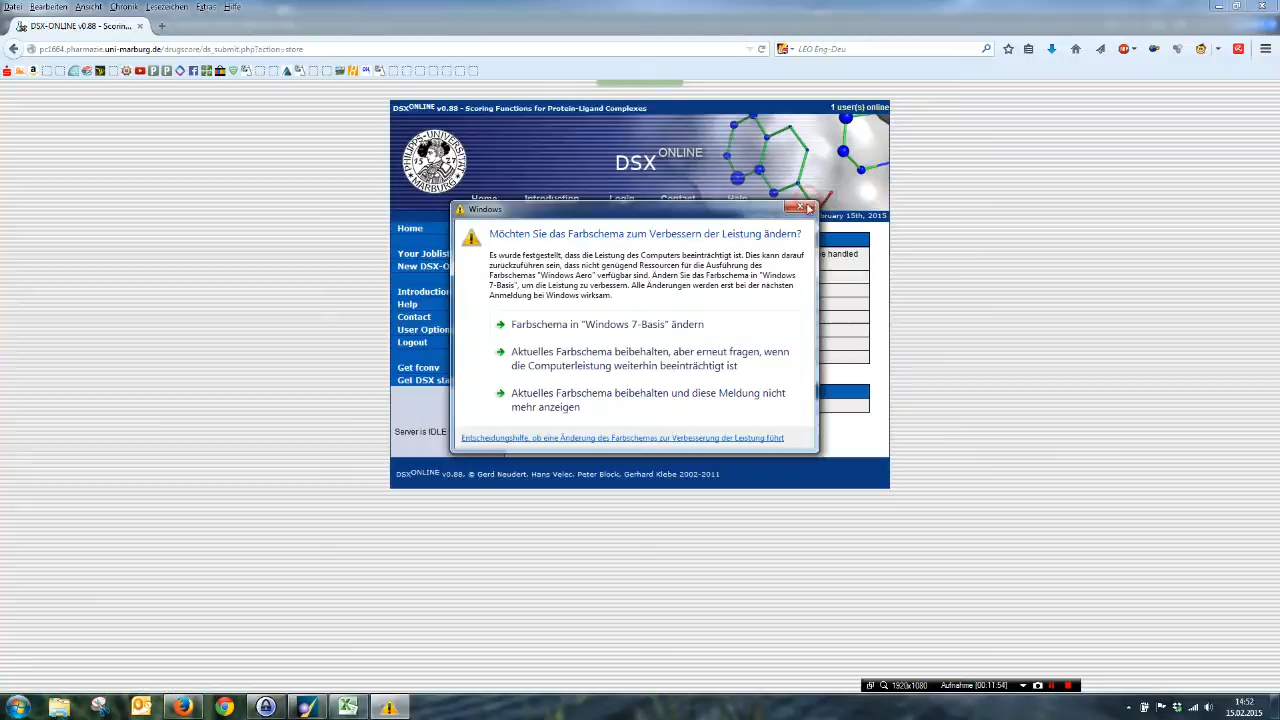 Datei Bearbeiten Ansicht Chronik Lesezeichen Extras Hilfe
DSX-ONLINE v0.88 - Scorin...
pc1664.pharmazie.uni-marburg.de/drugscore/ds_submit.php?action=store
LEO Eng-Deu
DSXONLINE v0.88 - Scoring Functions for Protein-Ligand Complexes
1 user(s) online
DSX ONLINE
Home Introduction Login Contact Help
bruary 15th, 2015
Home
Your Joblis
New DSX-O
Introduction
Help
Contact
User Option
Logout
Get fconv
Get DSX sta
Server is IDLE
be handled
Windows
Möchten Sie das Farbschema zum Verbessern der Leistung ändern?
Es wurde festgestellt, dass die Leistung des Computers beeinträchtigt ist. Dies kann darauf
zurückzuführen sein, dass nicht genügend Ressourcen für die Ausführung des
Farbschemas "Windows Aero" verfügbar sind. Ändern Sie das Farbschema in "Windows
7-Basis", um die Leistung zu verbessern. Alle Änderungen werden erst bei der nächsten
Anmeldung bei Windows wirksam.
Farbschema in "Windows 7-Basis" ändern
Aktuelles Farbschema beibehalten, aber erneut fragen, wenn
die Computerleistung weiterhin beeinträchtigt ist
Aktuelles Farbschema beibehalten und diese Meldung nicht
mehr anzeigen
Entscheidungshilfe, ob eine Änderung des Farbschemas zur Verbesserung der Leistung führt
DSXONLINE v0.88, © Gerd Neudert, Hans Velec, Peter Block, Gerhard Klebe 2002-2011
1920x1080 Aufnahme [00:11:54]
14:52
15.02.2015